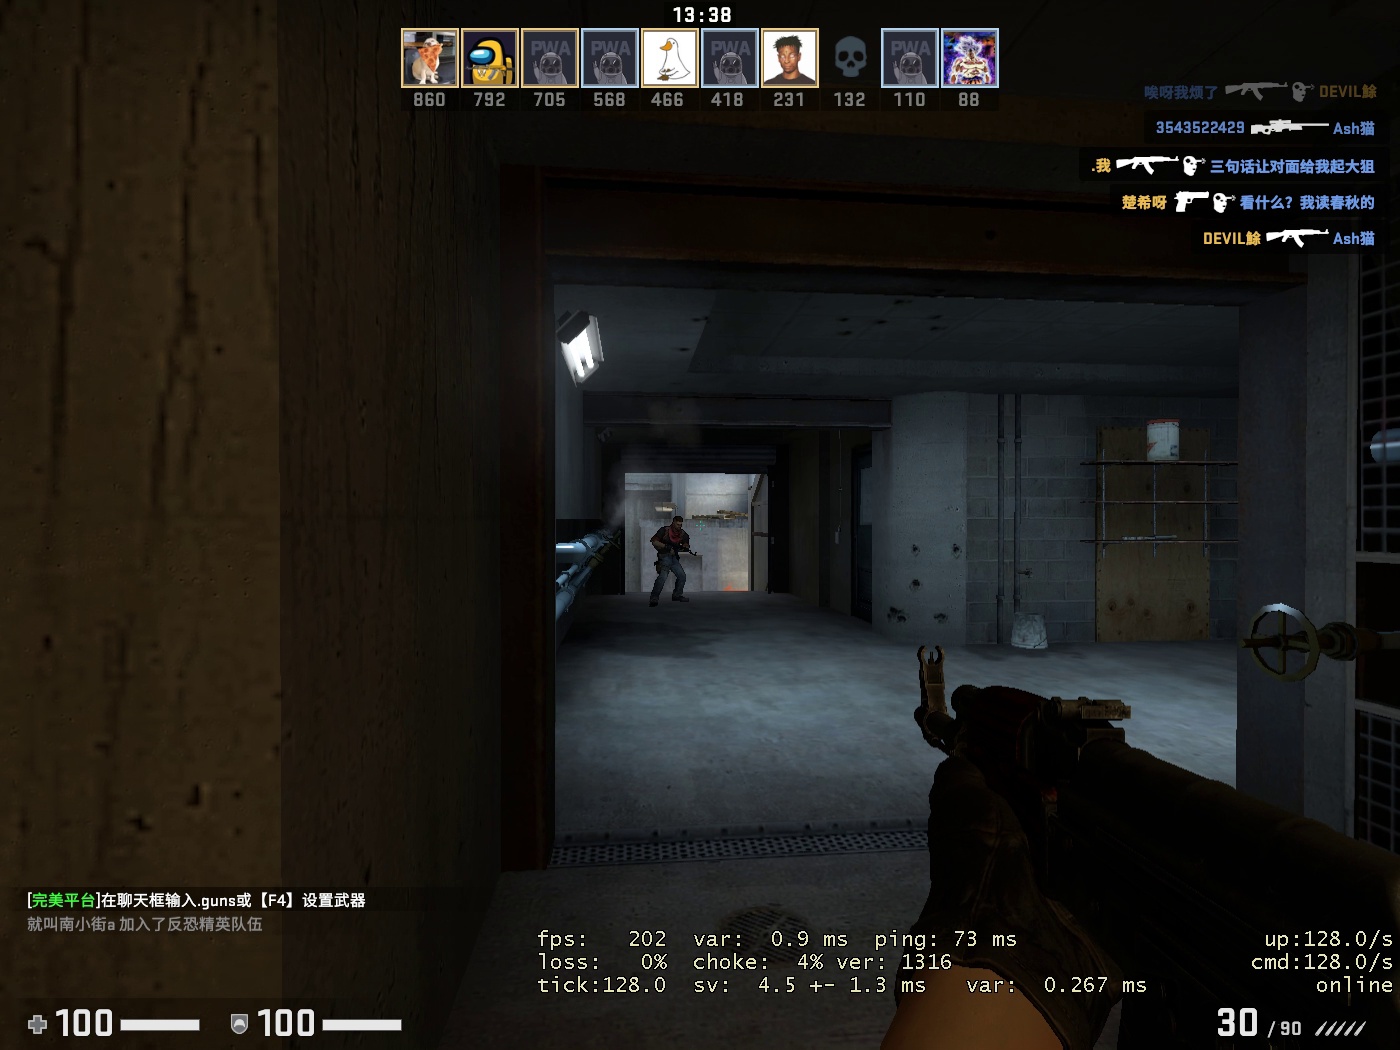 13:38
PWA PWA PWA PWA
860 792 705 568 466 418 231 132 110 88
唉呀我烦了 DEVIL餘
3543522429 Ash猫
.我 三句话让对面给我起大狙
楚希呀 看什么?我读春秋的
DEVIL餘 Ash猫
[完美平台]在聊天框输入.guns或【F4】设置武器
就叫南小街a 加入了反恐精英队伍
fps: 202 var: 0.9 ms ping: 73 ms up:128.0/s
loss: 0% choke: 4% ver: 1316 cmd:128.0/s
tick:128.0 sv: 4.5 +- 1.3 ms var: 0.267 ms online
100 100 30 / 90